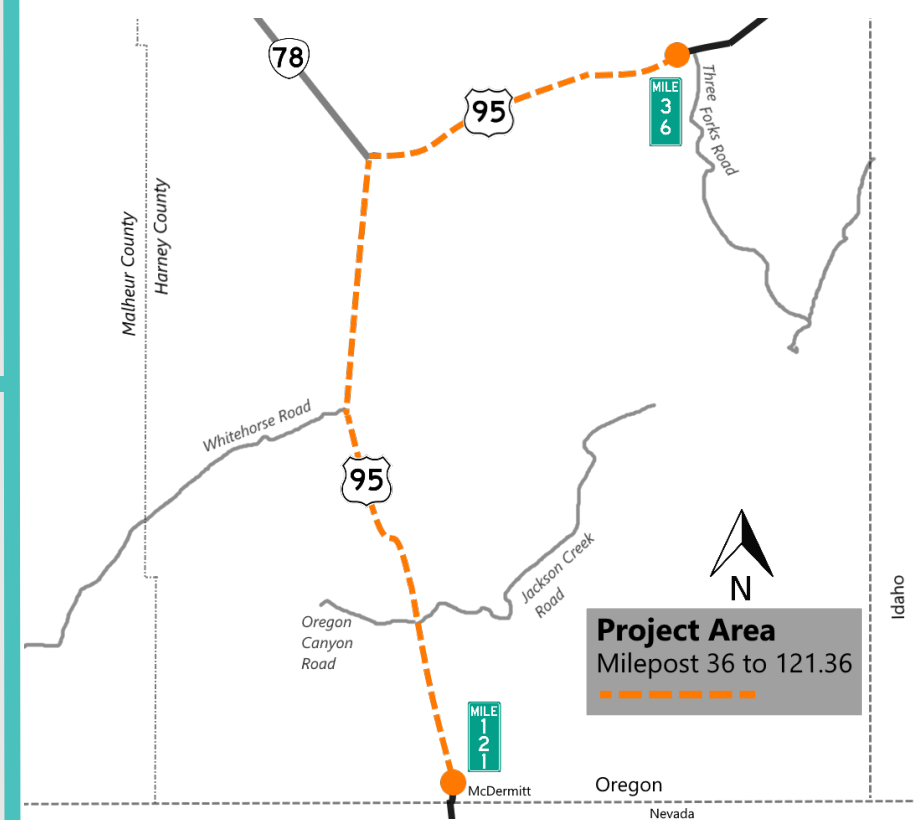 78
95
MILE
3
6
Three Forks Road
Malheur County
Harney County
Whitehorse Road
95
Jackson Creek
Road
Oregon
Canyon
Road
N
Idaho
Project Area
Milepost 36 to 121.36
MILE
1
2
1
McDermitt
Oregon
Nevada